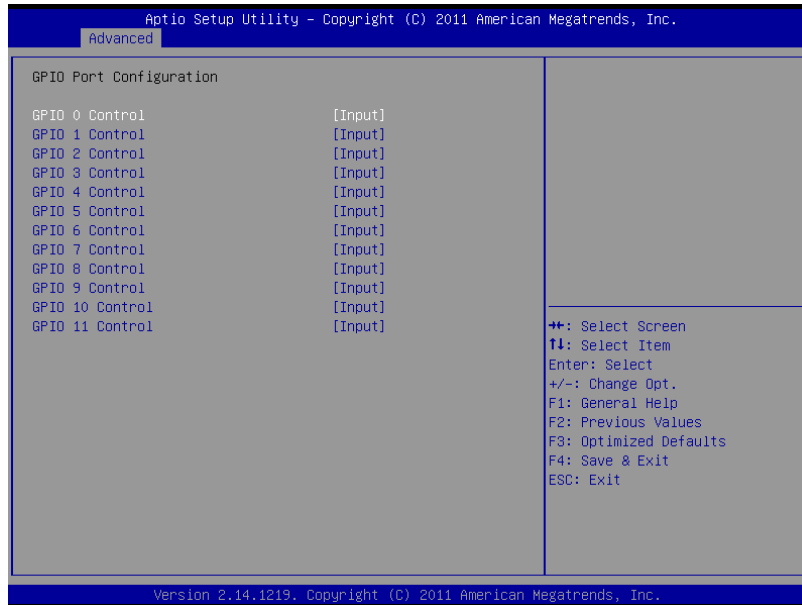 Aptio Setup Utility – Copyright (C) 2011 American Megatrends, Inc.
Advanced
GPIO Port Configuration
GPIO 0 Control [Input]
GPIO 1 Control [Input]
GPIO 2 Control [Input]
GPIO 3 Control [Input]
GPIO 4 Control [Input]
GPIO 5 Control [Input]
GPIO 6 Control [Input]
GPIO 7 Control [Input]
GPIO 8 Control [Input]
GPIO 9 Control [Input]
GPIO 10 Control [Input]
GPIO 11 Control [Input]
→←: Select Screen
↑↓: Select Item
Enter: Select
+/-: Change Opt.
F1: General Help
F2: Previous Values
F3: Optimized Defaults
F4: Save & Exit
ESC: Exit
Version 2.14.1219. Copyright (C) 2011 American Megatrends, Inc.